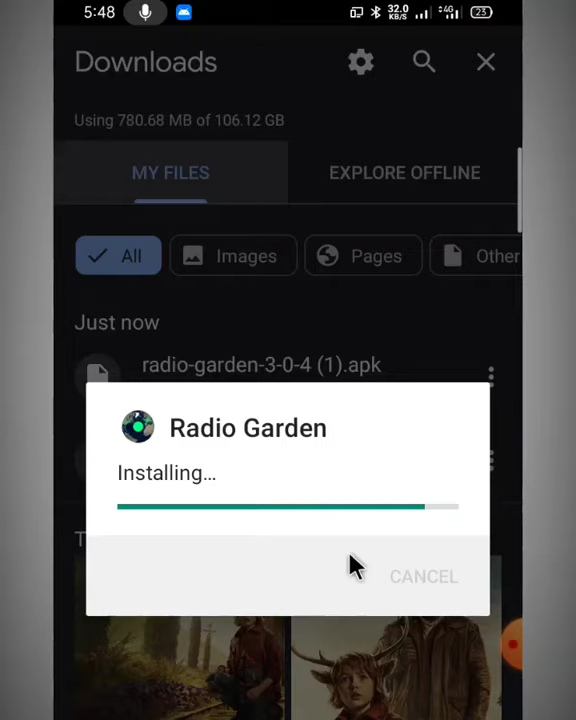 5:48
32.0 KB/S 4G 23
Downloads
Using 780.68 MB of 106.12 GB
MY FILES
EXPLORE OFFLINE
All
Images
Pages
Other
Just now
radio-garden-3-0-4 (1).apk
Radio Garden
Installing...
CANCEL
T